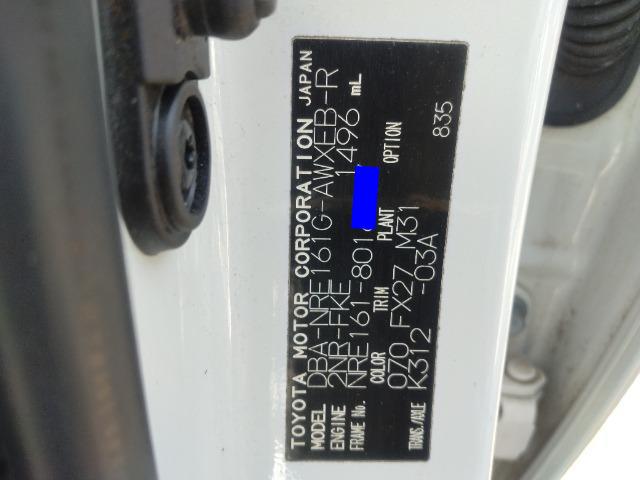 TOYOTA MOTOR CORPORATION JAPAN
MODEL DBA-NRE161G-AWXEB-R
ENGINE 2NR-FKE 1496 mL
FRAME No. NRE161-801
COLOR TRIM PLANT OPTION
070 FX27 M31 835
TRANS./AXLE K312 -03A